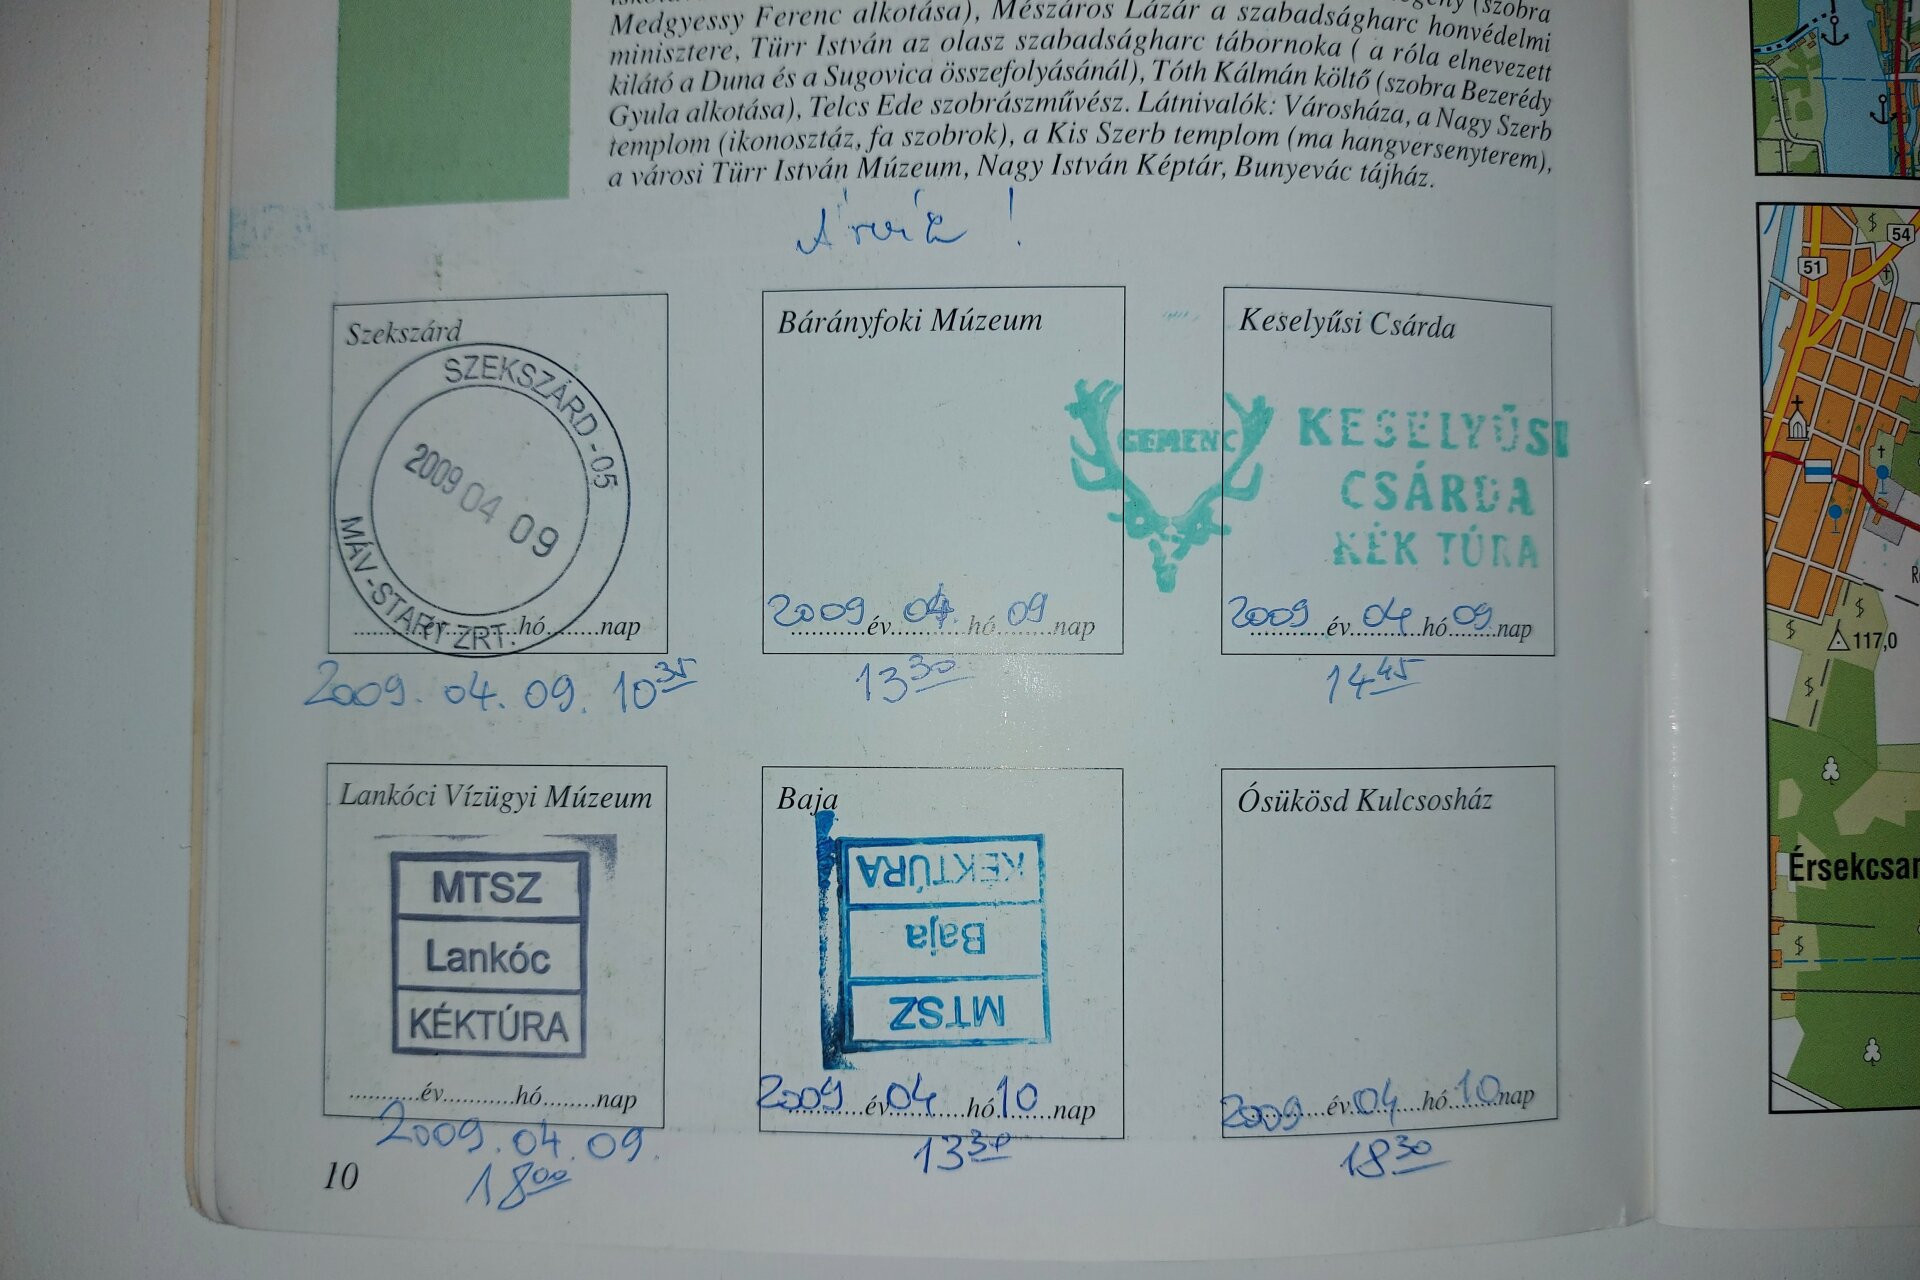 Medgyessy Ferenc alkotása), Mészáros Lázár a szabadságharc honvédelmi
minisztere, Türr István az olasz szabadságharc tábornoka ( a róla elnevezett
kilátó a Duna és a Sugovica összefolyásánál), Tóth Kálmán költő (szobra Bezerédy
Gyula alkotása), Telcs Ede szobrászművész. Látnivalók: Városháza, a Nagy Szerb
templom (ikonosztáz, fa szobrok), a Kis Szerb templom (ma hangversenyterem),
a városi Türr István Múzeum, Nagy István Képtár, Bunyevác tájház.
Árvíz !
Szekszárd
SZEKSZÁRD-05
2009 04 09
MÁV-START ZRT.
év hó nap
2009. 04. 09. 10 35
Bárányfoki Múzeum
2009 év 04. hó 09 nap
13 30
Keselyűsi Csárda
GEMENC
KESELYŰSI
CSÁRDA
KÉK TÚRA
2009 év 04 hó 09 nap
14 45
Lankóci Vízügyi Múzeum
MTSZ
Lankóc
KÉKTÚRA
év hó nap
2009. 04. 09.
18 00
Baja
MTSZ
Baja
KÉKTÚRA
2009 év 04 hó 10 nap
13 30
Ósükösd Kulcsosház
2009 év 04 hó 10 nap
18 30
10
54
51
117,0